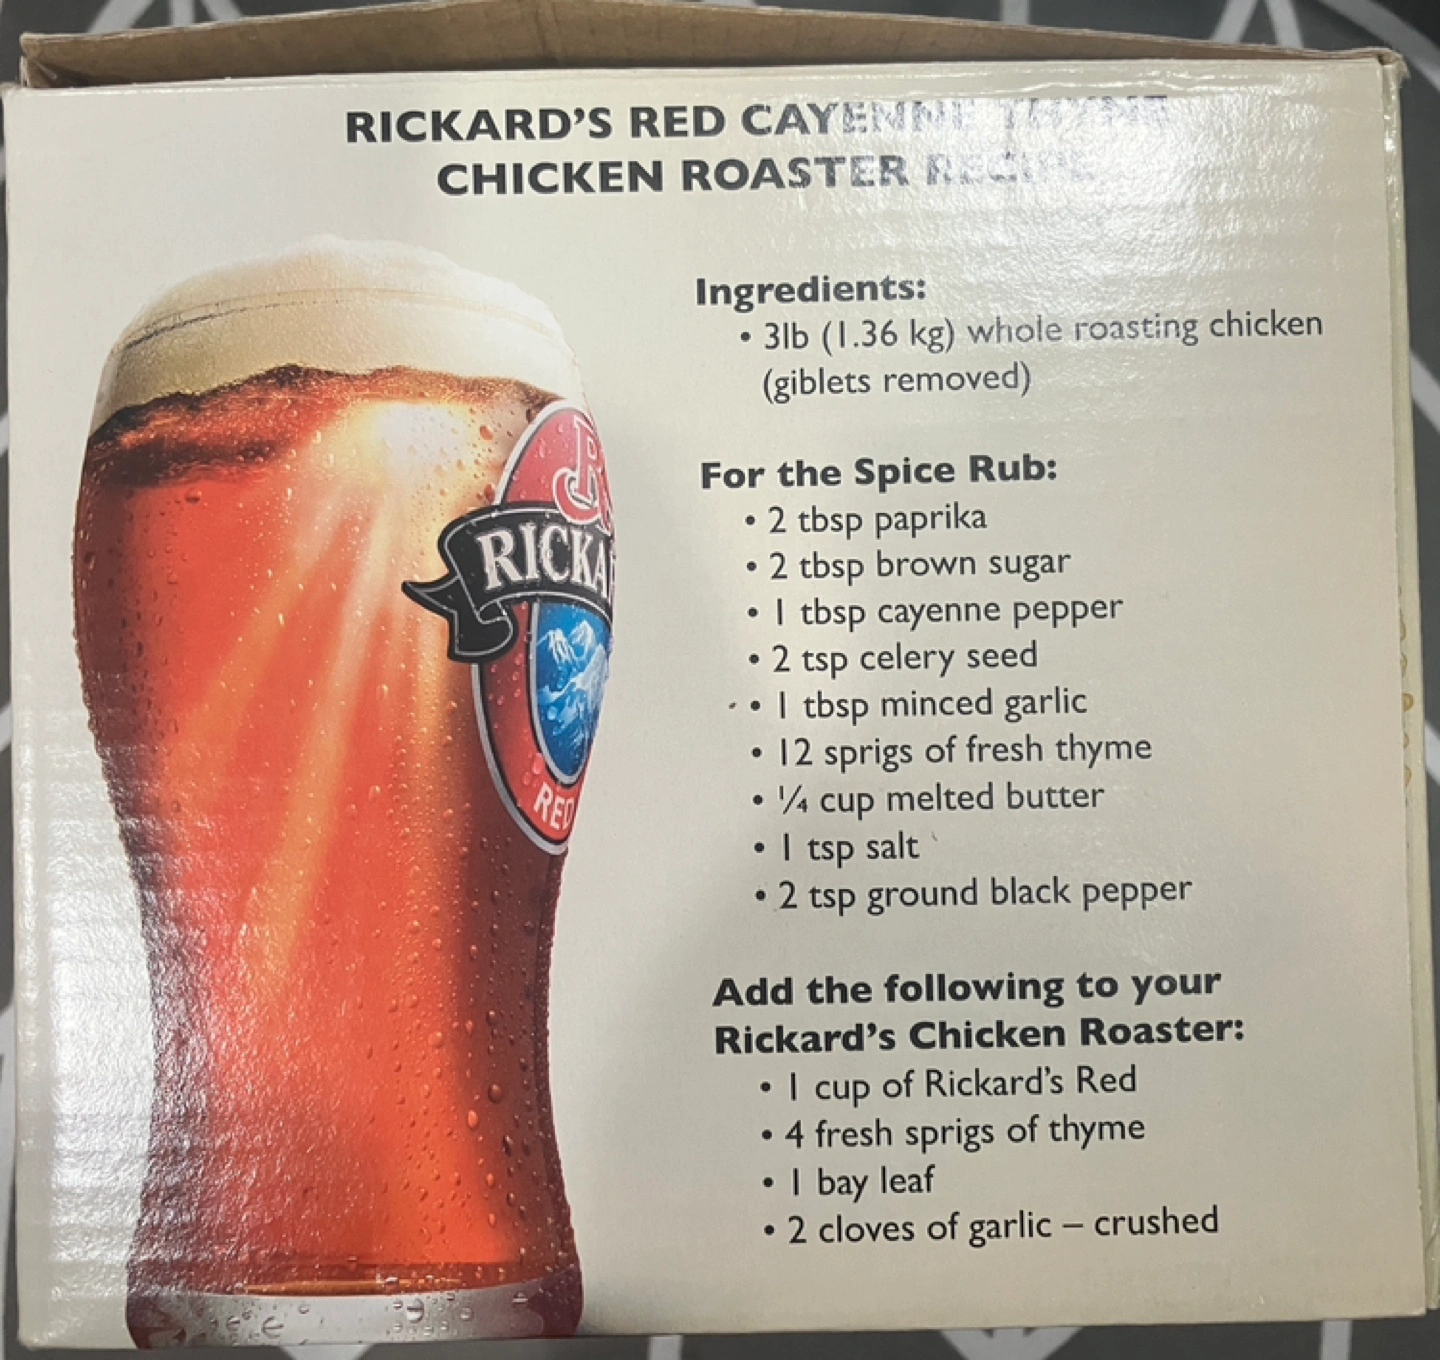 RICKARD'S RED CAYENNE THYME
CHICKEN ROASTER RECIPE
Ingredients:
• 3lb (1.36 kg) whole roasting chicken
(giblets removed)
For the Spice Rub:
• 2 tbsp paprika
• 2 tbsp brown sugar
• 1 tbsp cayenne pepper
• 2 tsp celery seed
• 1 tbsp minced garlic
• 12 sprigs of fresh thyme
• ¼ cup melted butter
• 1 tsp salt
• 2 tsp ground black pepper
Add the following to your
Rickard's Chicken Roaster:
• 1 cup of Rickard's Red
• 4 fresh sprigs of thyme
• 1 bay leaf
• 2 cloves of garlic – crushed
R
RICKA
RED